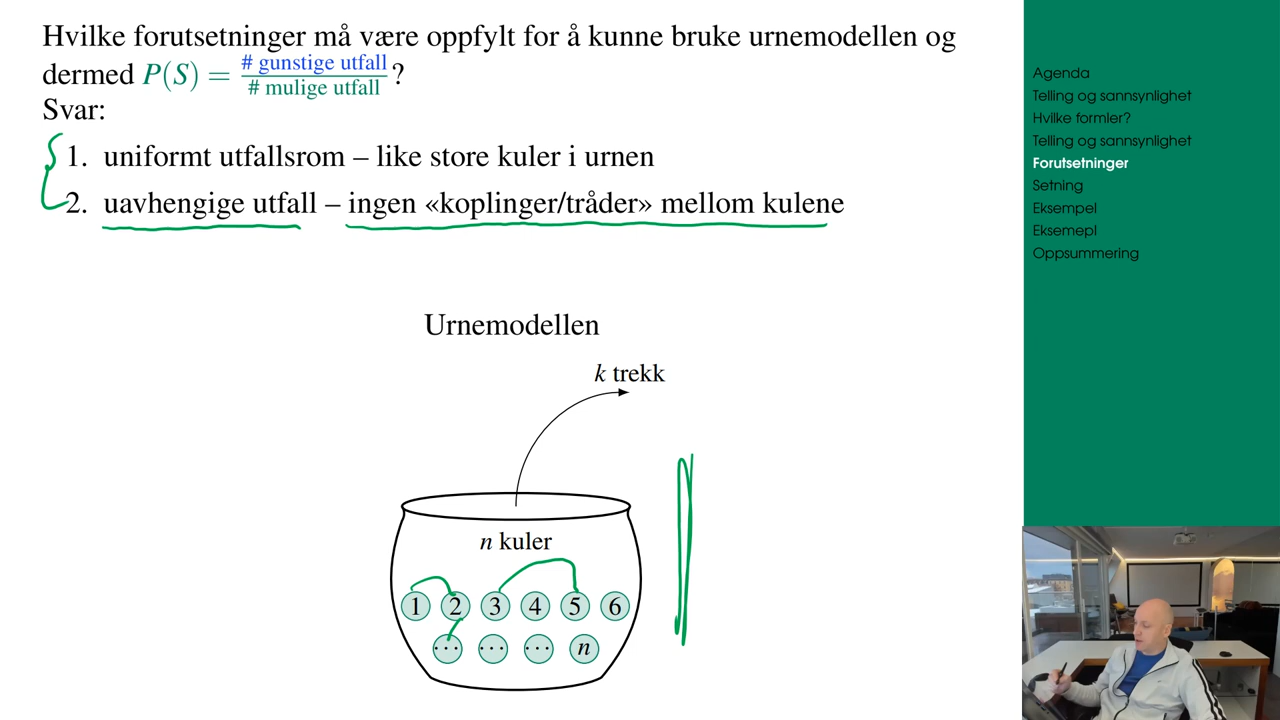 Hvilke forutsetninger må være oppfylt for å kunne bruke urnemodellen og
dermed P(S) = # gunstige utfall / # mulige utfall ?
Svar:
1. uniformt utfallsrom – like store kuler i urnen
2. uavhengige utfall – ingen «koplinger/tråder» mellom kulene
Urnemodellen
k trekk
n kuler
1 2 3 4 5 6
... ... ... n
Agenda
Telling og sannsynlighet
Hvilke formler?
Telling og sannsynlighet
Forutsetninger
Setning
Eksempel
Eksemepl
Oppsummering